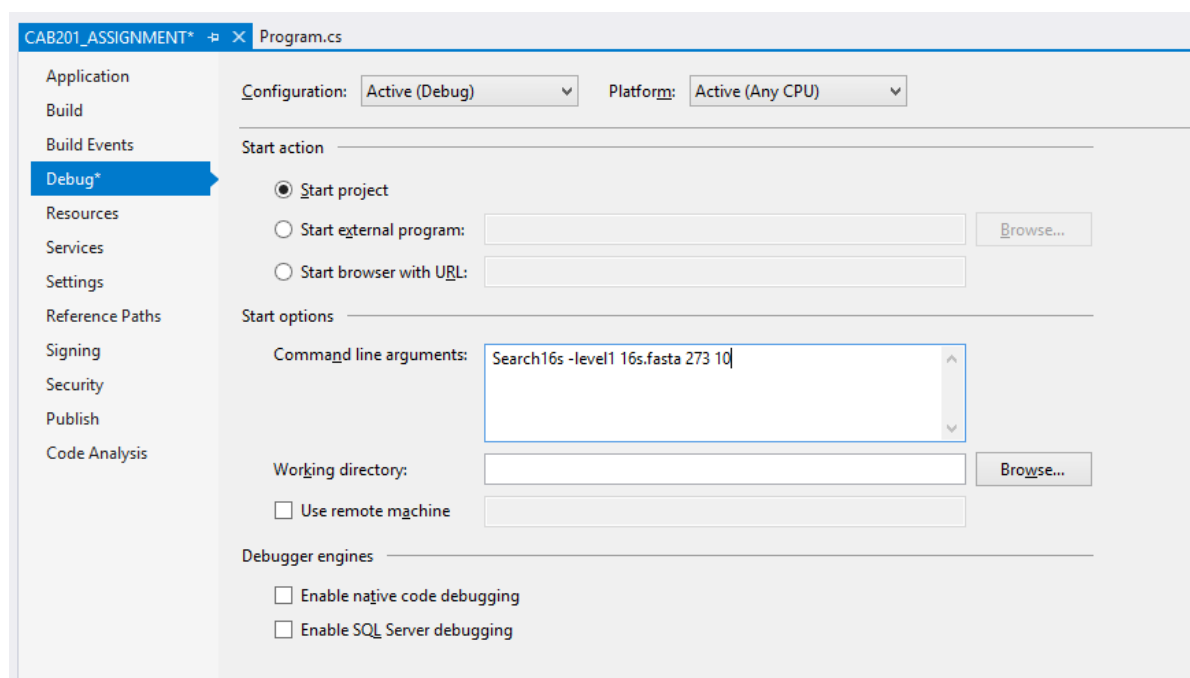 CAB201_ASSIGNMENT* Program.cs
Application
Build
Build Events
Debug*
Resources
Services
Settings
Reference Paths
Signing
Security
Publish
Code Analysis
Configuration: Active (Debug) Platform: Active (Any CPU)
Start action
Start project
Start external program: Browse...
Start browser with URL:
Start options
Command line arguments: Search16s -level1 16s.fasta 273 10
Working directory: Browse...
Use remote machine
Debugger engines
Enable native code debugging
Enable SQL Server debugging